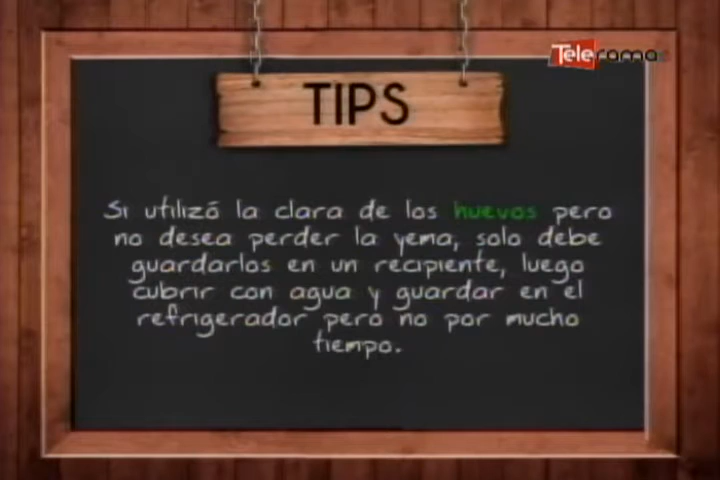 Telerama
TIPS
Si utilizó la clara de los huevos pero
no desea perder la yema, solo debe
guardarlos en un recipiente, luego
cubrir con agua y guardar en el
refrigerador pero no por mucho
tiempo.